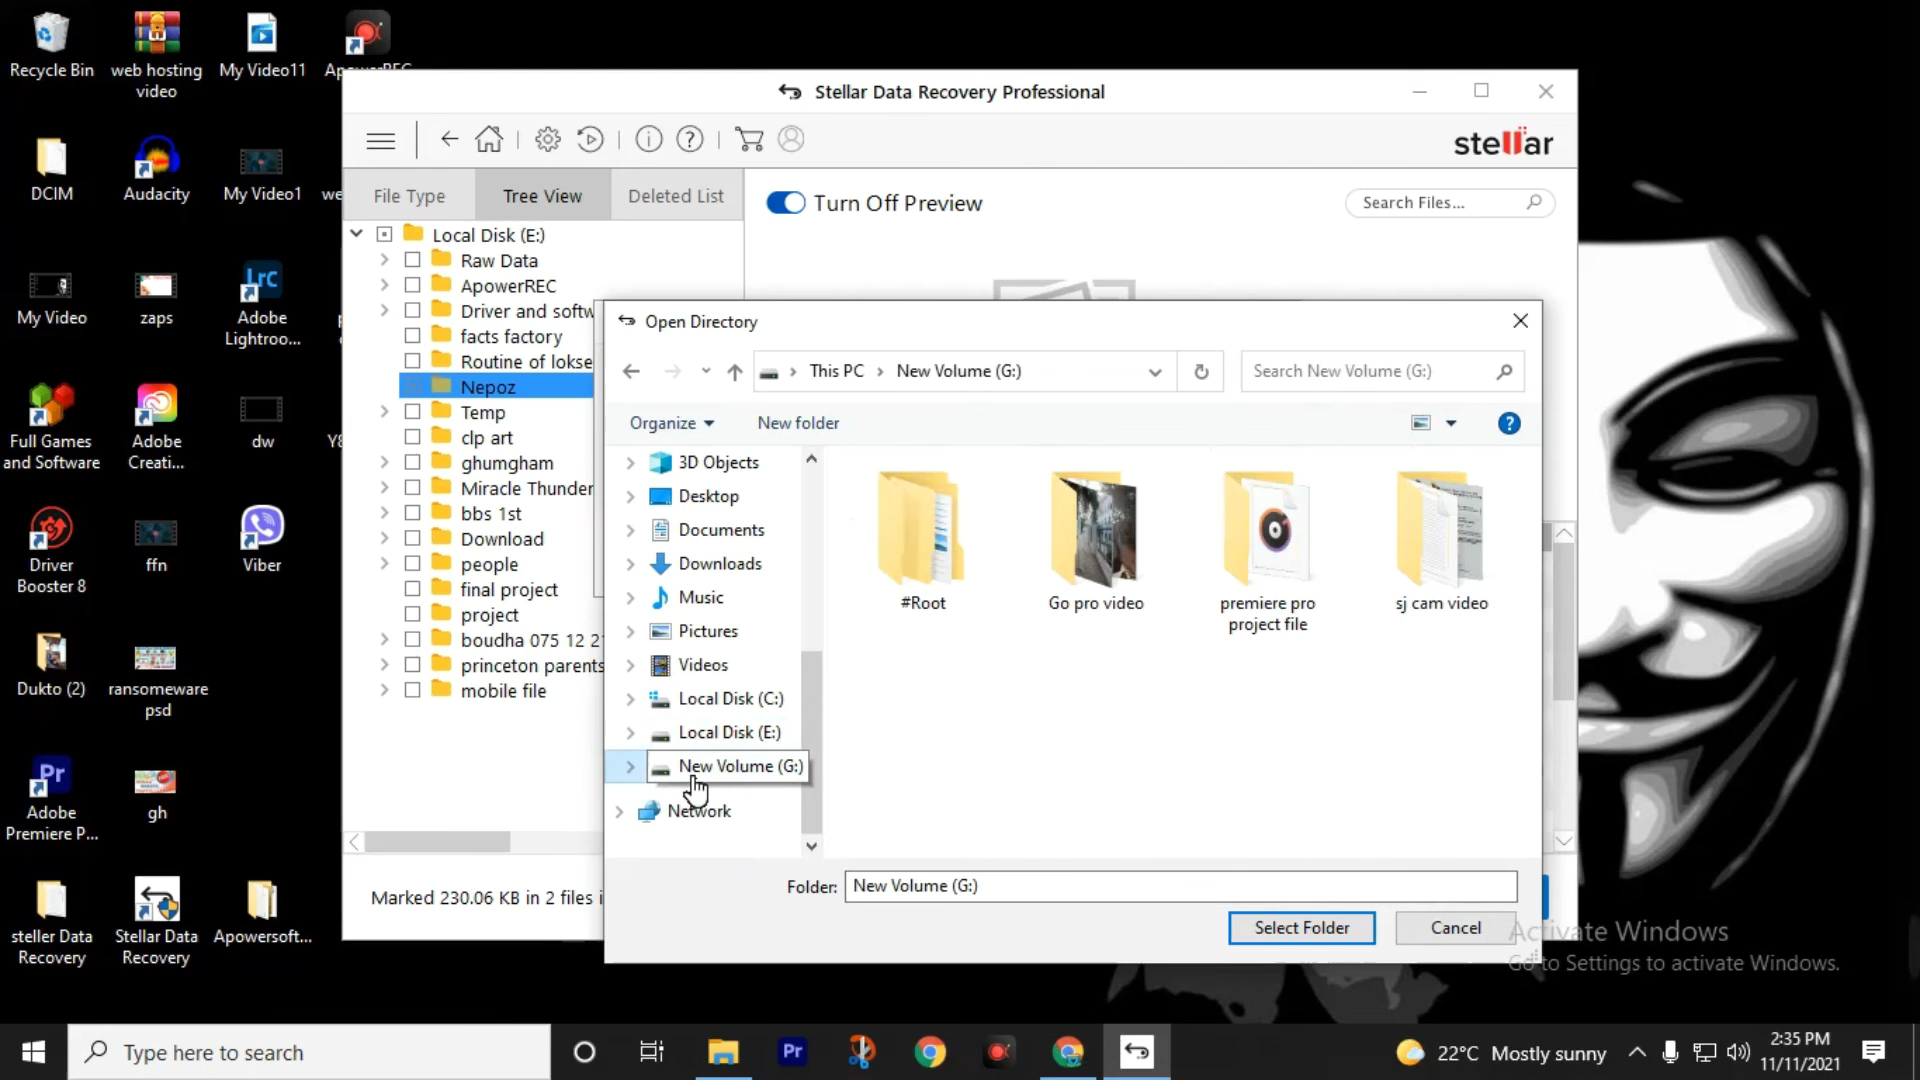 Recycle Bin
web hosting
video
My Video11
ApowerREC
DCIM
Audacity
My Video1
we
My Video
zaps
Lrc
Adobe
Lightroo...
Full Games
and Software
Adobe
Creati...
dw
Y8
Driver
Booster 8
ffn
Viber
Dukto (2)
ransomeware
psd
Pr
Adobe
Premiere P...
gh
steller Data
Recovery
Stellar Data
Recovery
Apowersoft...
Stellar Data Recovery Professional
stellar
File Type
Tree View
Deleted List
Turn Off Preview
Search Files...
Local Disk (E:)
Raw Data
ApowerREC
Driver and softw
facts factory
Routine of lokse
Nepoz
Temp
clp art
ghumgham
Miracle Thunder
bbs 1st
Download
people
final project
project
boudha 075 12 2
princeton parents
mobile file
Marked 230.06 KB in 2 files i
Open Directory
This PC
New Volume (G:)
Search New Volume (G:)
Organize
New folder
3D Objects
Desktop
Documents
Downloads
Music
Pictures
Videos
Local Disk (C:)
Local Disk (E:)
New Volume (G:)
Network
#Root
Go pro video
premiere pro
project file
sj cam video
Folder:
New Volume (G:)
Select Folder
Cancel
Activate Windows
Go to Settings to activate Windows.
Type here to search
Pr
22°C Mostly sunny
2:35 PM
11/11/2021